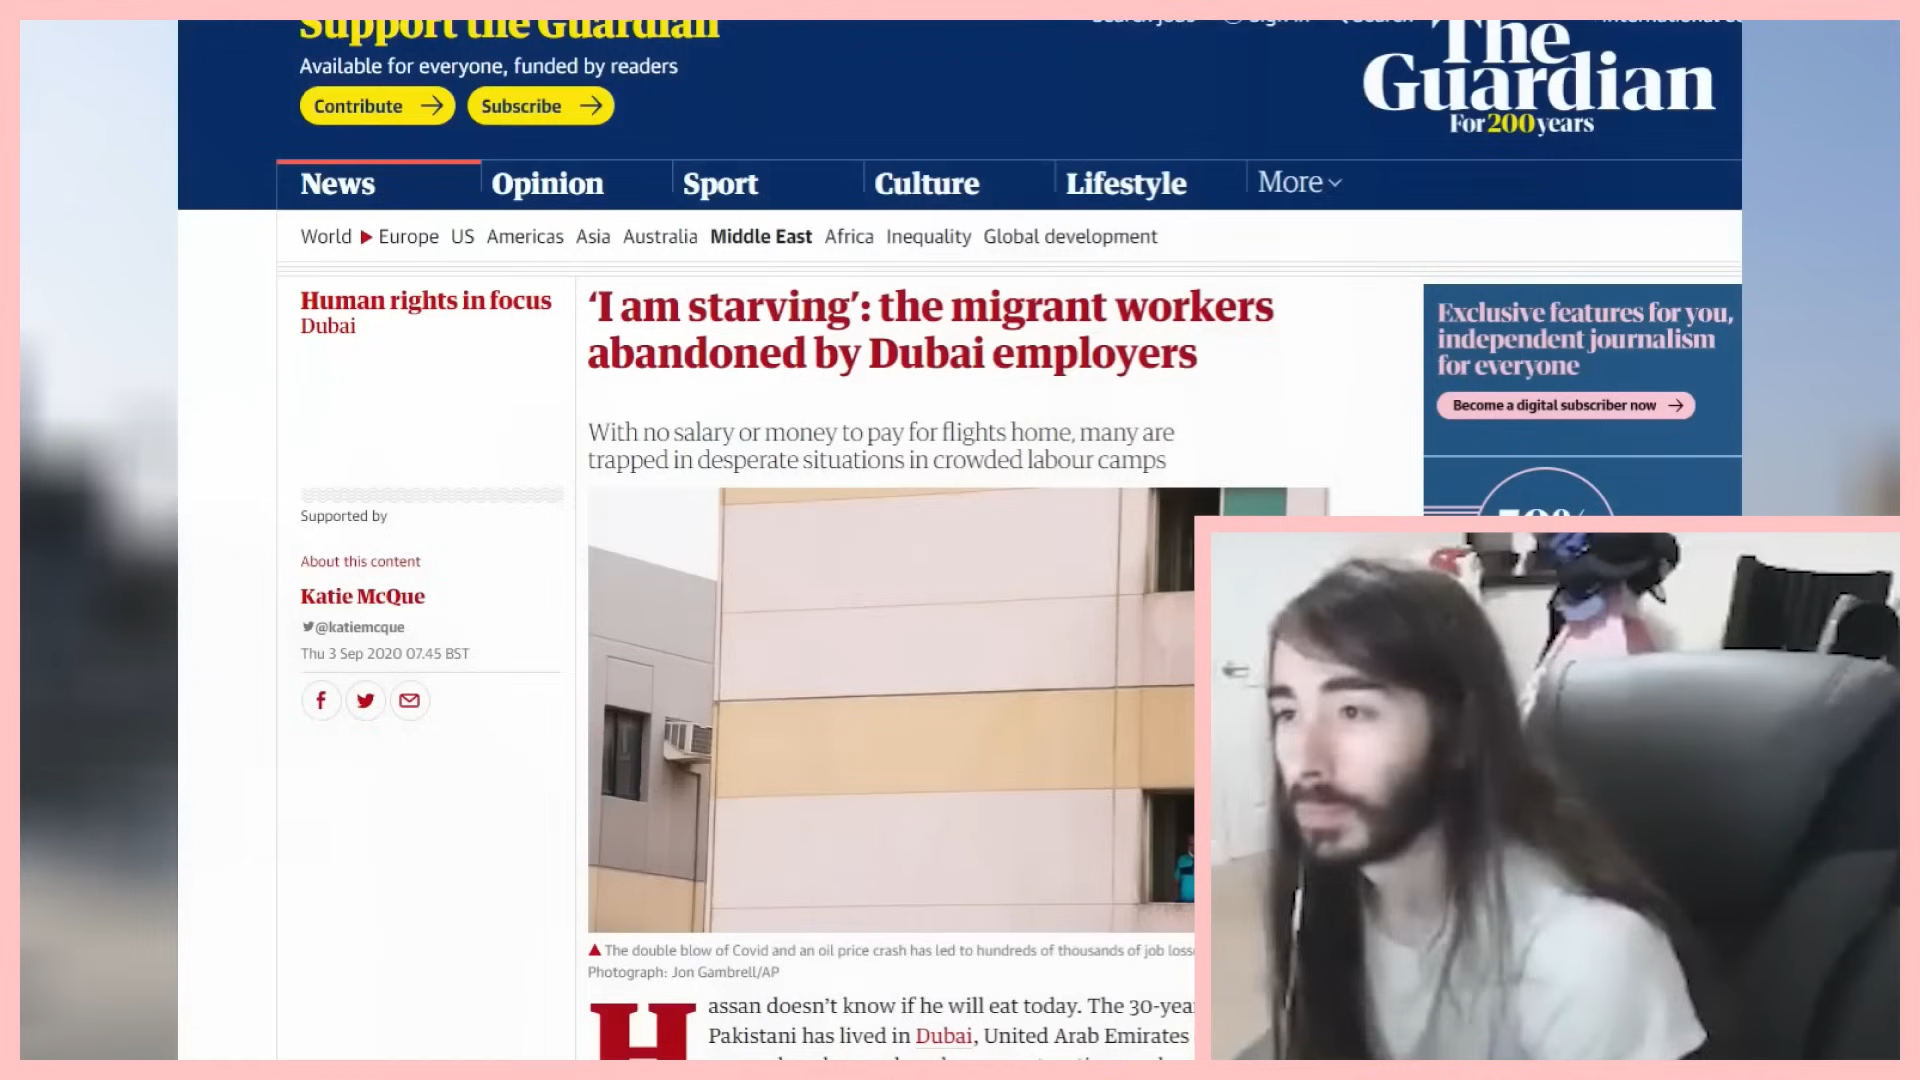 Support the Guardian
Available for everyone, funded by readers
Contribute
Subscribe
Search jobs
Sign in
Search
The
Guardian
For 200 years
News
Opinion
Sport
Culture
Lifestyle
More
World
Europe
US
Americas
Asia
Australia
Middle East
Africa
Inequality
Global development
Human rights in focus
Dubai
Supported by
About this content
Katie McQue
@katiemcque
Thu 3 Sep 2020 07.45 BST
‘I am starving’: the migrant workers
abandoned by Dubai employers
With no salary or money to pay for flights home, many are
trapped in desperate situations in crowded labour camps
The double blow of Covid and an oil price crash has led to hundreds of thousands of job
Photograph: Jon Gambrell/AP
Hassan doesn’t know if he will eat today. The
Pakistani has lived in Dubai, United Arab Emirates
Exclusive features for you,
independent journalism
for everyone
Become a digital subscriber now